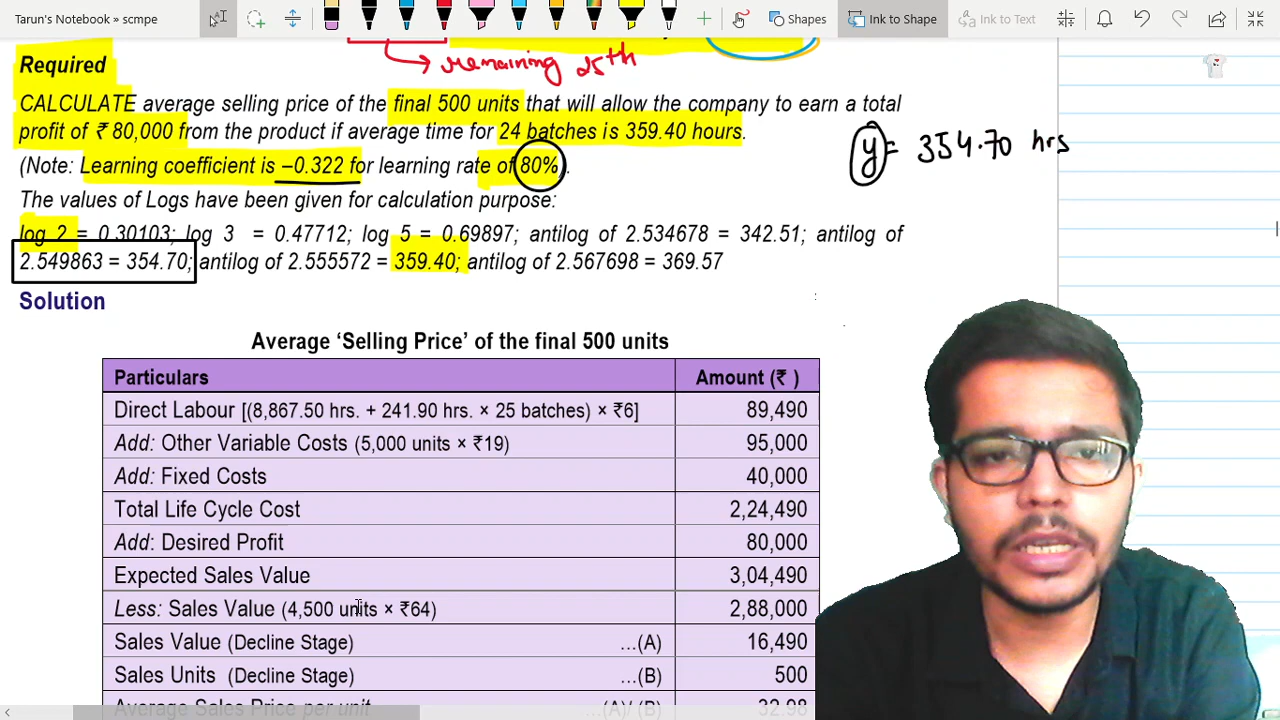 Tarun's Notebook » scmpe
Shapes
Ink to Shape
Ink to Text
remaining 25th
Required
CALCULATE average selling price of the final 500 units that will allow the company to earn a total
profit of ₹ 80,000 from the product if average time for 24 batches is 359.40 hours.
(Note: Learning coefficient is –0.322 for learning rate of 80%).
y = 354.70 hrs
The values of Logs have been given for calculation purpose:
log 2 = 0.30103; log 3 = 0.47712; log 5 = 0.69897; antilog of 2.534678 = 342.51; antilog of
2.549863 = 354.70; antilog of 2.555572 = 359.40; antilog of 2.567698 = 369.57
Solution
Average ‘Selling Price’ of the final 500 units
Particulars Amount (₹ )
Direct Labour [(8,867.50 hrs. + 241.90 hrs. × 25 batches) × ₹6] 89,490
Add: Other Variable Costs (5,000 units × ₹19) 95,000
Add: Fixed Costs 40,000
Total Life Cycle Cost 2,24,490
Add: Desired Profit 80,000
Expected Sales Value 3,04,490
Less: Sales Value (4,500 units × ₹64) 2,88,000
Sales Value (Decline Stage) …(A) 16,490
Sales Units (Decline Stage) …(B) 500
Average Sales Price per unit …(A)/ (B) 32.98